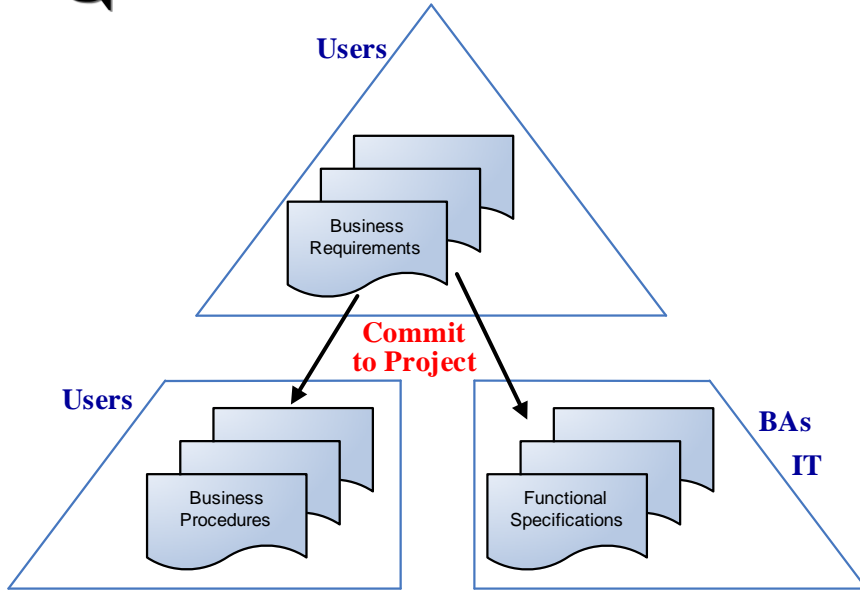 Users
Business
Requirements
Commit
to Project
Users
BAs
IT
Business
Procedures
Functional
Specifications